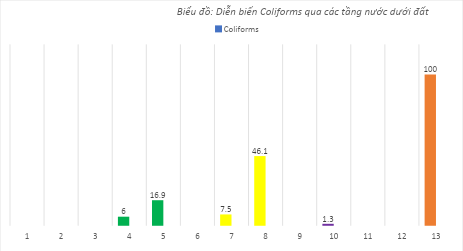 Biểu đồ: Diễn biến Coliforms qua các tầng nước dưới đất
Coliforms
100
46.1
16.9
6
7.5
1.3
1 2 3 4 5 6 7 8 9 10 11 12 13